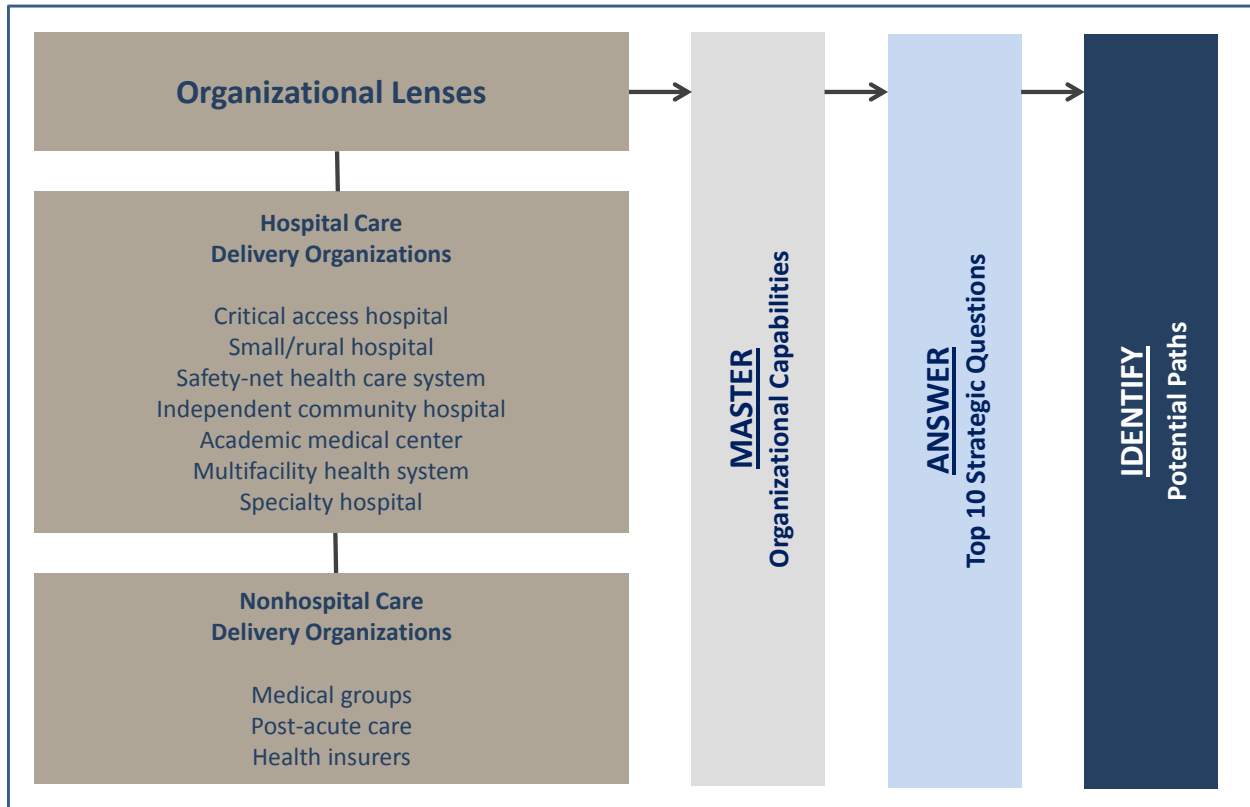 Organizational Lenses
Hospital Care
Delivery Organizations
Critical access hospital
Small/rural hospital
Safety-net health care system
Independent community hospital
Academic medical center
Multifacility health system
Specialty hospital
Nonhospital Care
Delivery Organizations
Medical groups
Post-acute care
Health insurers
MASTER
Organizational Capabilities
ANSWER
Top 10 Strategic Questions
IDENTIFY
Potential Paths